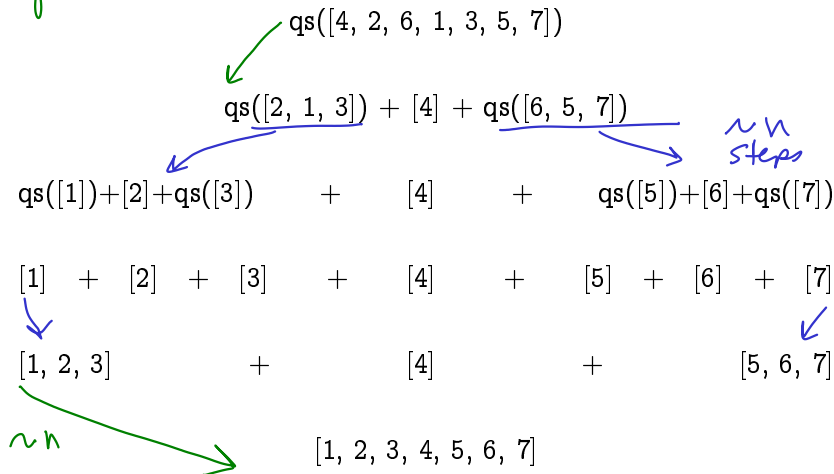 qs([4, 2, 6, 1, 3, 5, 7])
qs([2, 1, 3]) + [4] + qs([6, 5, 7])
~n
steps
qs([1])+[2]+qs([3]) + [4] + qs([5])+[6]+qs([7])
[1] + [2] + [3] + [4] + [5] + [6] + [7]
[1, 2, 3] + [4] + [5, 6, 7]
~n
[1, 2, 3, 4, 5, 6, 7]